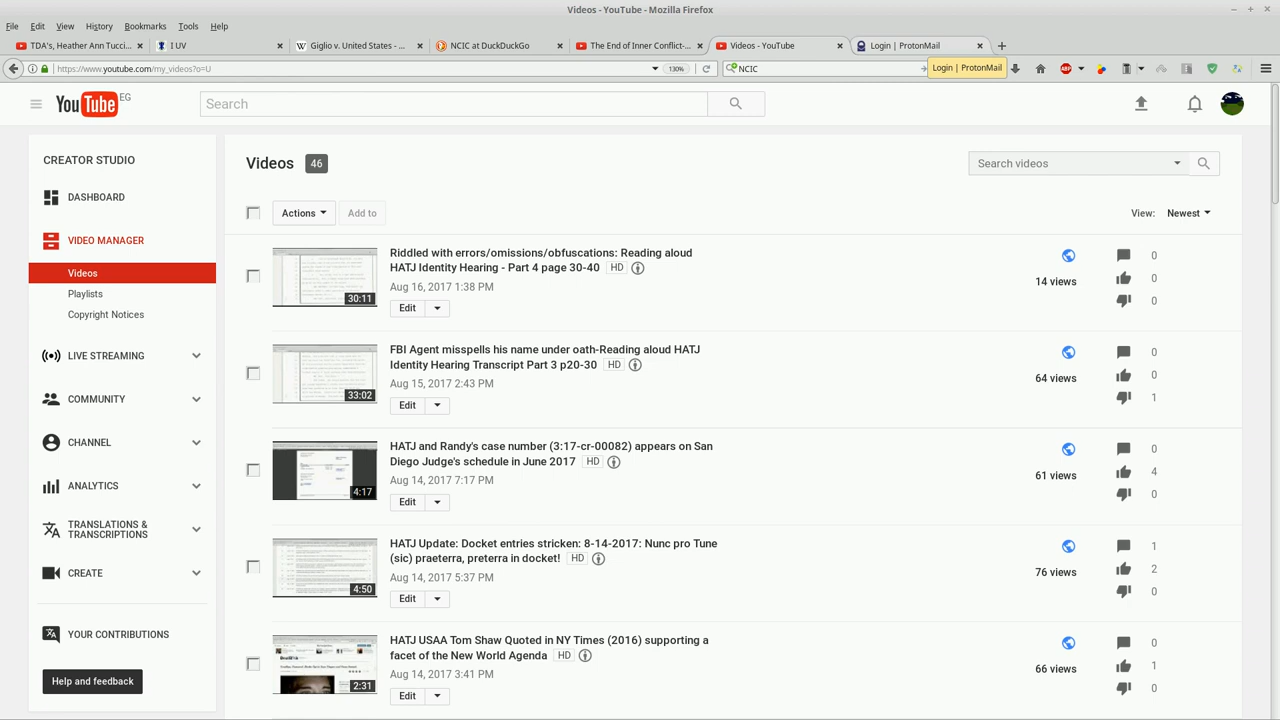 Videos - YouTube - Mozilla Firefox
File Edit View History Bookmarks Tools Help
TDA's, Heather Ann Tucci...
I UV
Giglio v. United States - ...
NCIC at DuckDuckGo
The End of Inner Conflict-...
Videos - YouTube
Login | ProtonMail
https://www.youtube.com/my_videos?o=U
130%
NCIC
Login | ProtonMail
ABP
YouTube EG
Search
CREATOR STUDIO
DASHBOARD
VIDEO MANAGER
Videos
Playlists
Copyright Notices
LIVE STREAMING
COMMUNITY
CHANNEL
ANALYTICS
TRANSLATIONS &
TRANSCRIPTIONS
CREATE
YOUR CONTRIBUTIONS
Help and feedback
Videos 46
Search videos
Actions
Add to
View: Newest
Riddled with errors/omissions/obfuscations: Reading aloud
HATJ Identity Hearing - Part 4 page 30-40 HD
Aug 16, 2017 1:38 PM
Edit
30:11
14 views
0
0
0
FBI Agent misspells his name under oath-Reading aloud HATJ
Identity Hearing Transcript Part 3 p20-30 HD
Aug 15, 2017 2:43 PM
Edit
33:02
64 views
0
0
1
HATJ and Randy's case number (3:17-cr-00082) appears on San
Diego Judge's schedule in June 2017 HD
Aug 14, 2017 7:17 PM
Edit
4:17
61 views
0
4
0
HATJ Update: Docket entries stricken: 8-14-2017: Nunc pro Tune
(sic) praeterra, preterra in docket! HD
Aug 14, 2017 5:37 PM
Edit
4:50
76 views
1
2
0
HATJ USAA Tom Shaw Quoted in NY Times (2016) supporting a
facet of the New World Agenda HD
Aug 14, 2017 3:41 PM
Edit
2:31
66 views
0
4
0